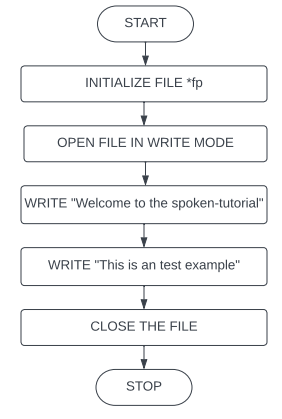 START
INITIALIZE FILE *fp
OPEN FILE IN WRITE MODE
WRITE "Welcome to the spoken-tutorial"
WRITE "This is an test example"
CLOSE THE FILE
STOP